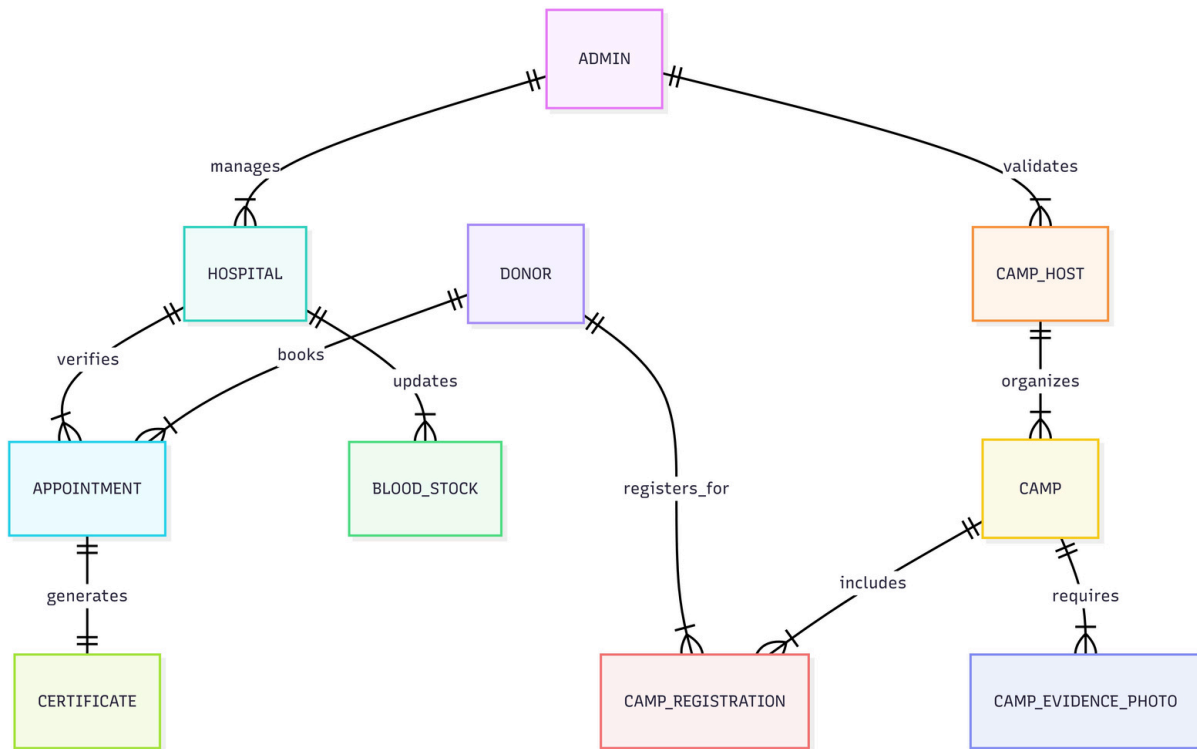 ADMIN
manages
validates
HOSPITAL
DONOR
CAMP_HOST
verifies
books
updates
organizes
APPOINTMENT
BLOOD_STOCK
registers_for
CAMP
generates
includes
requires
CERTIFICATE
CAMP_REGISTRATION
CAMP_EVIDENCE_PHOTO